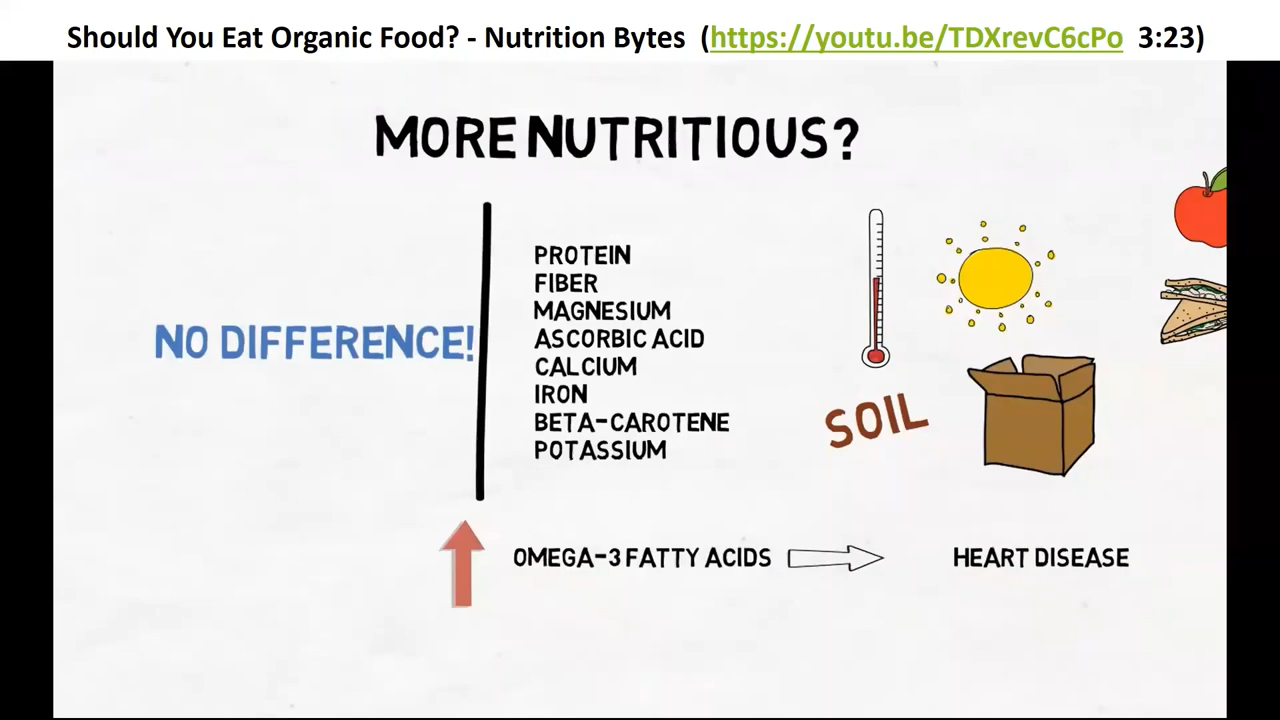 Should You Eat Organic Food? - Nutrition Bytes (https://youtu.be/TDXrevC6cPo 3:23)
MORE NUTRITIOUS?
NO DIFFERENCE!
PROTEIN
FIBER
MAGNESIUM
ASCORBIC ACID
CALCIUM
IRON
BETA-CAROTENE
POTASSIUM
SOIL
OMEGA-3 FATTY ACIDS
HEART DISEASE